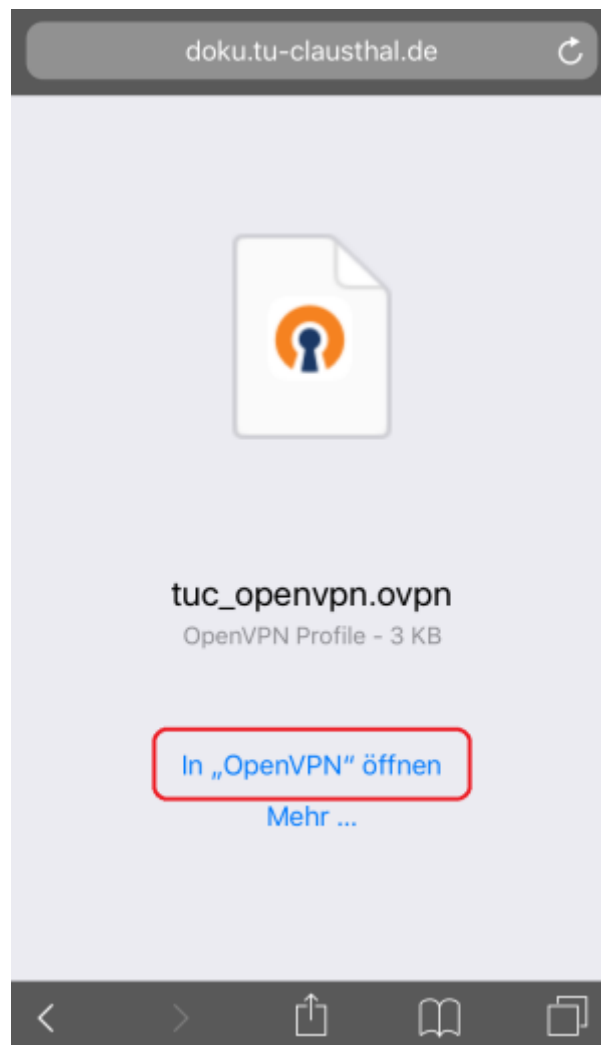 doku.tu-clausthal.de
tuc_openvpn.ovpn
OpenVPN Profile - 3 KB
In „OpenVPN" öffnen
Mehr ...